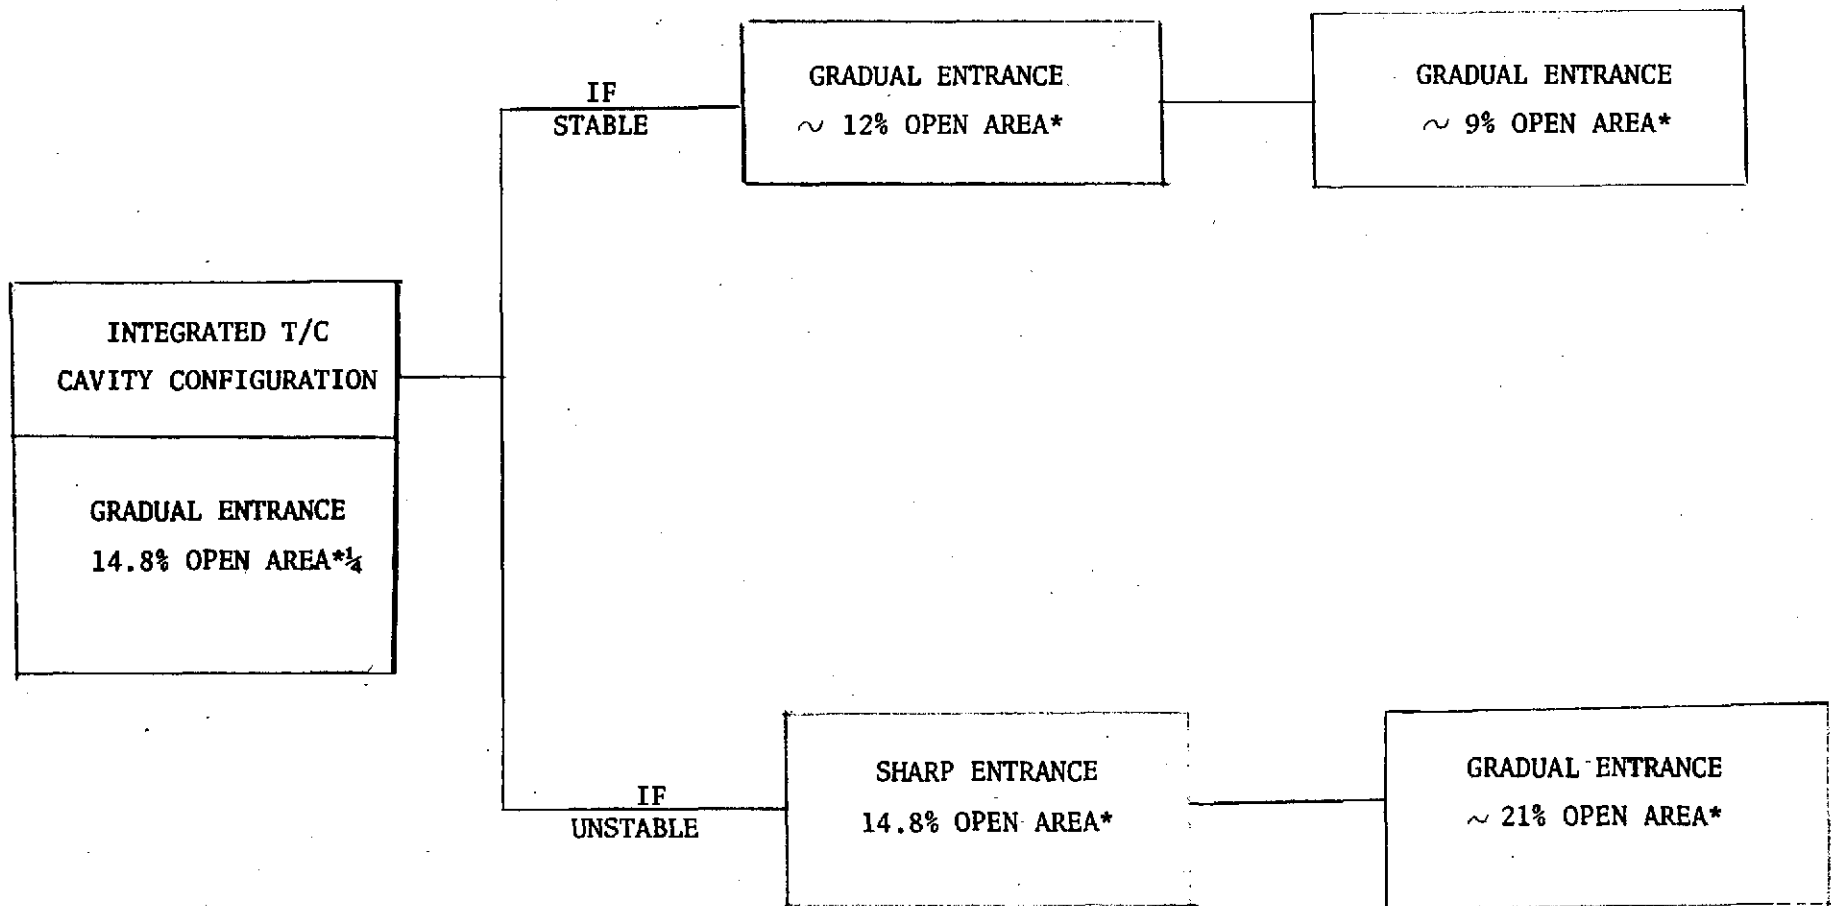 IF
STABLE
GRADUAL ENTRANCE
~ 12% OPEN AREA*
GRADUAL ENTRANCE
~ 9% OPEN AREA*
INTEGRATED T/C
CAVITY CONFIGURATION
GRADUAL ENTRANCE
14.8% OPEN AREA*¼
IF
UNSTABLE
SHARP ENTRANCE
14.8% OPEN AREA*
GRADUAL ENTRANCE
~ 21% OPEN AREA*